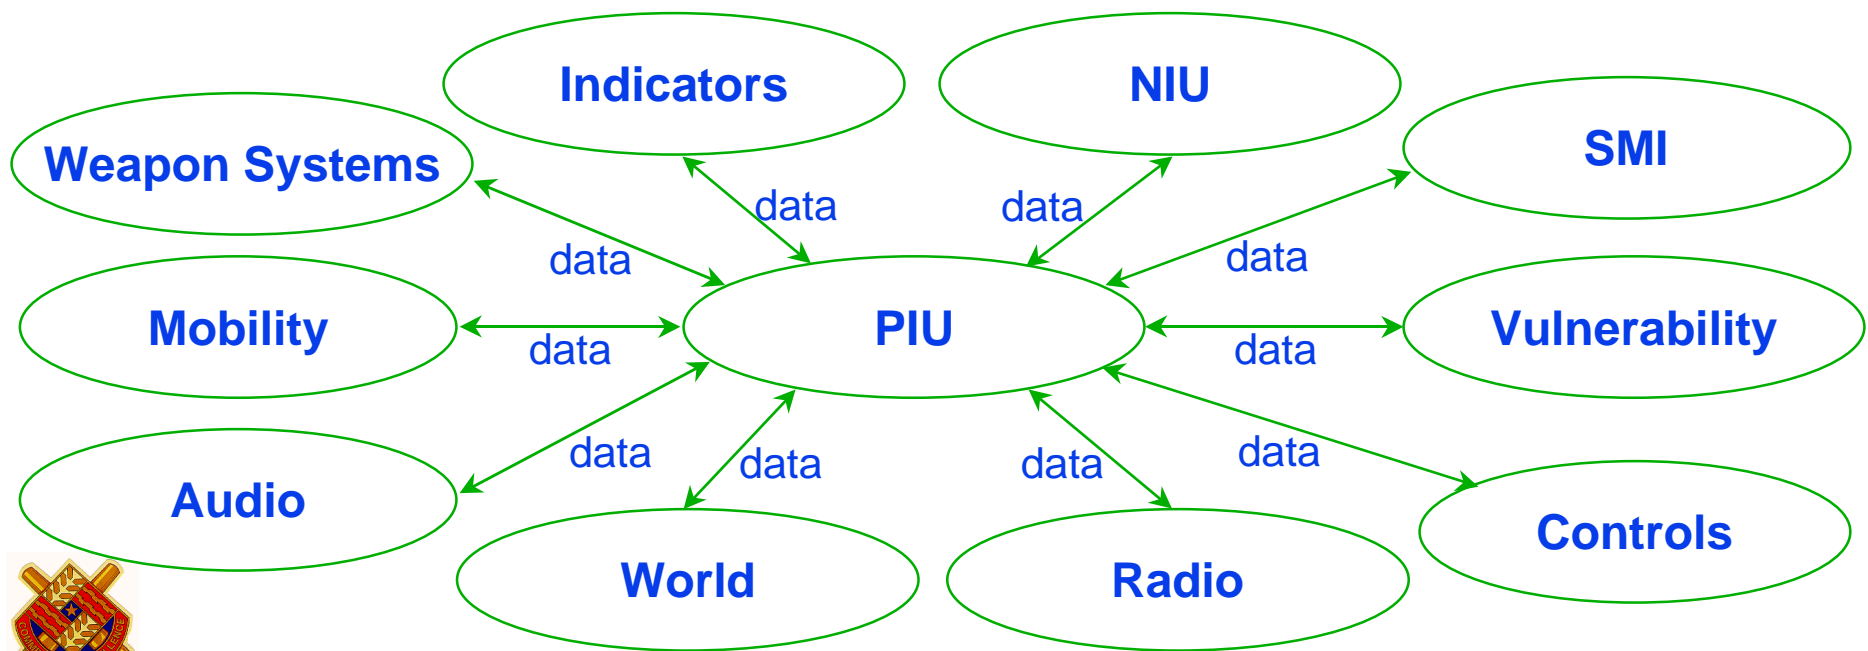 Indicators
NIU
SMI
Weapon Systems
data
data
data
data
Mobility
data
PIU
data
Vulnerability
data
data
data
data
Audio
Controls
World
Radio